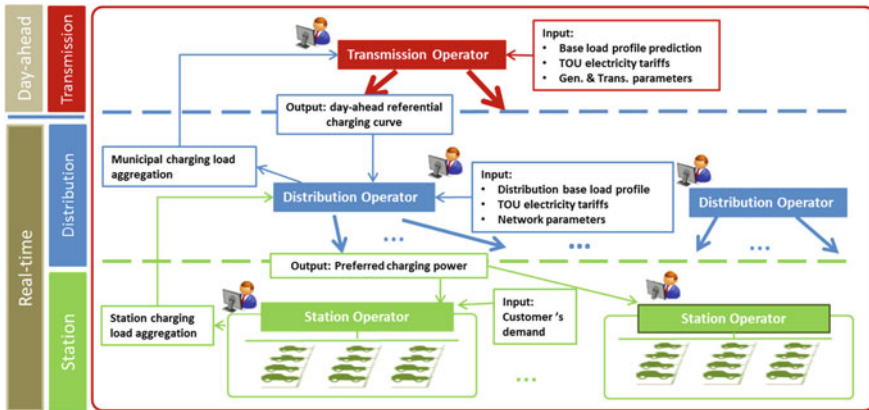 Day-ahead
Transmission
Transmission Operator
Input:
• Base load profile prediction
• TOU electricity tariffs
• Gen. & Trans. parameters
Output: day-ahead referential
charging curve
Real-time
Distribution
Municipal charging load
aggregation
Distribution Operator
Input:
• Distribution base load profile
• TOU electricity tariffs
• Network parameters
Distribution Operator
...
...
...
Station
Output: Preferred charging power
Station charging
load aggregation
Station Operator
Input:
Customer's
demand
Station Operator
...